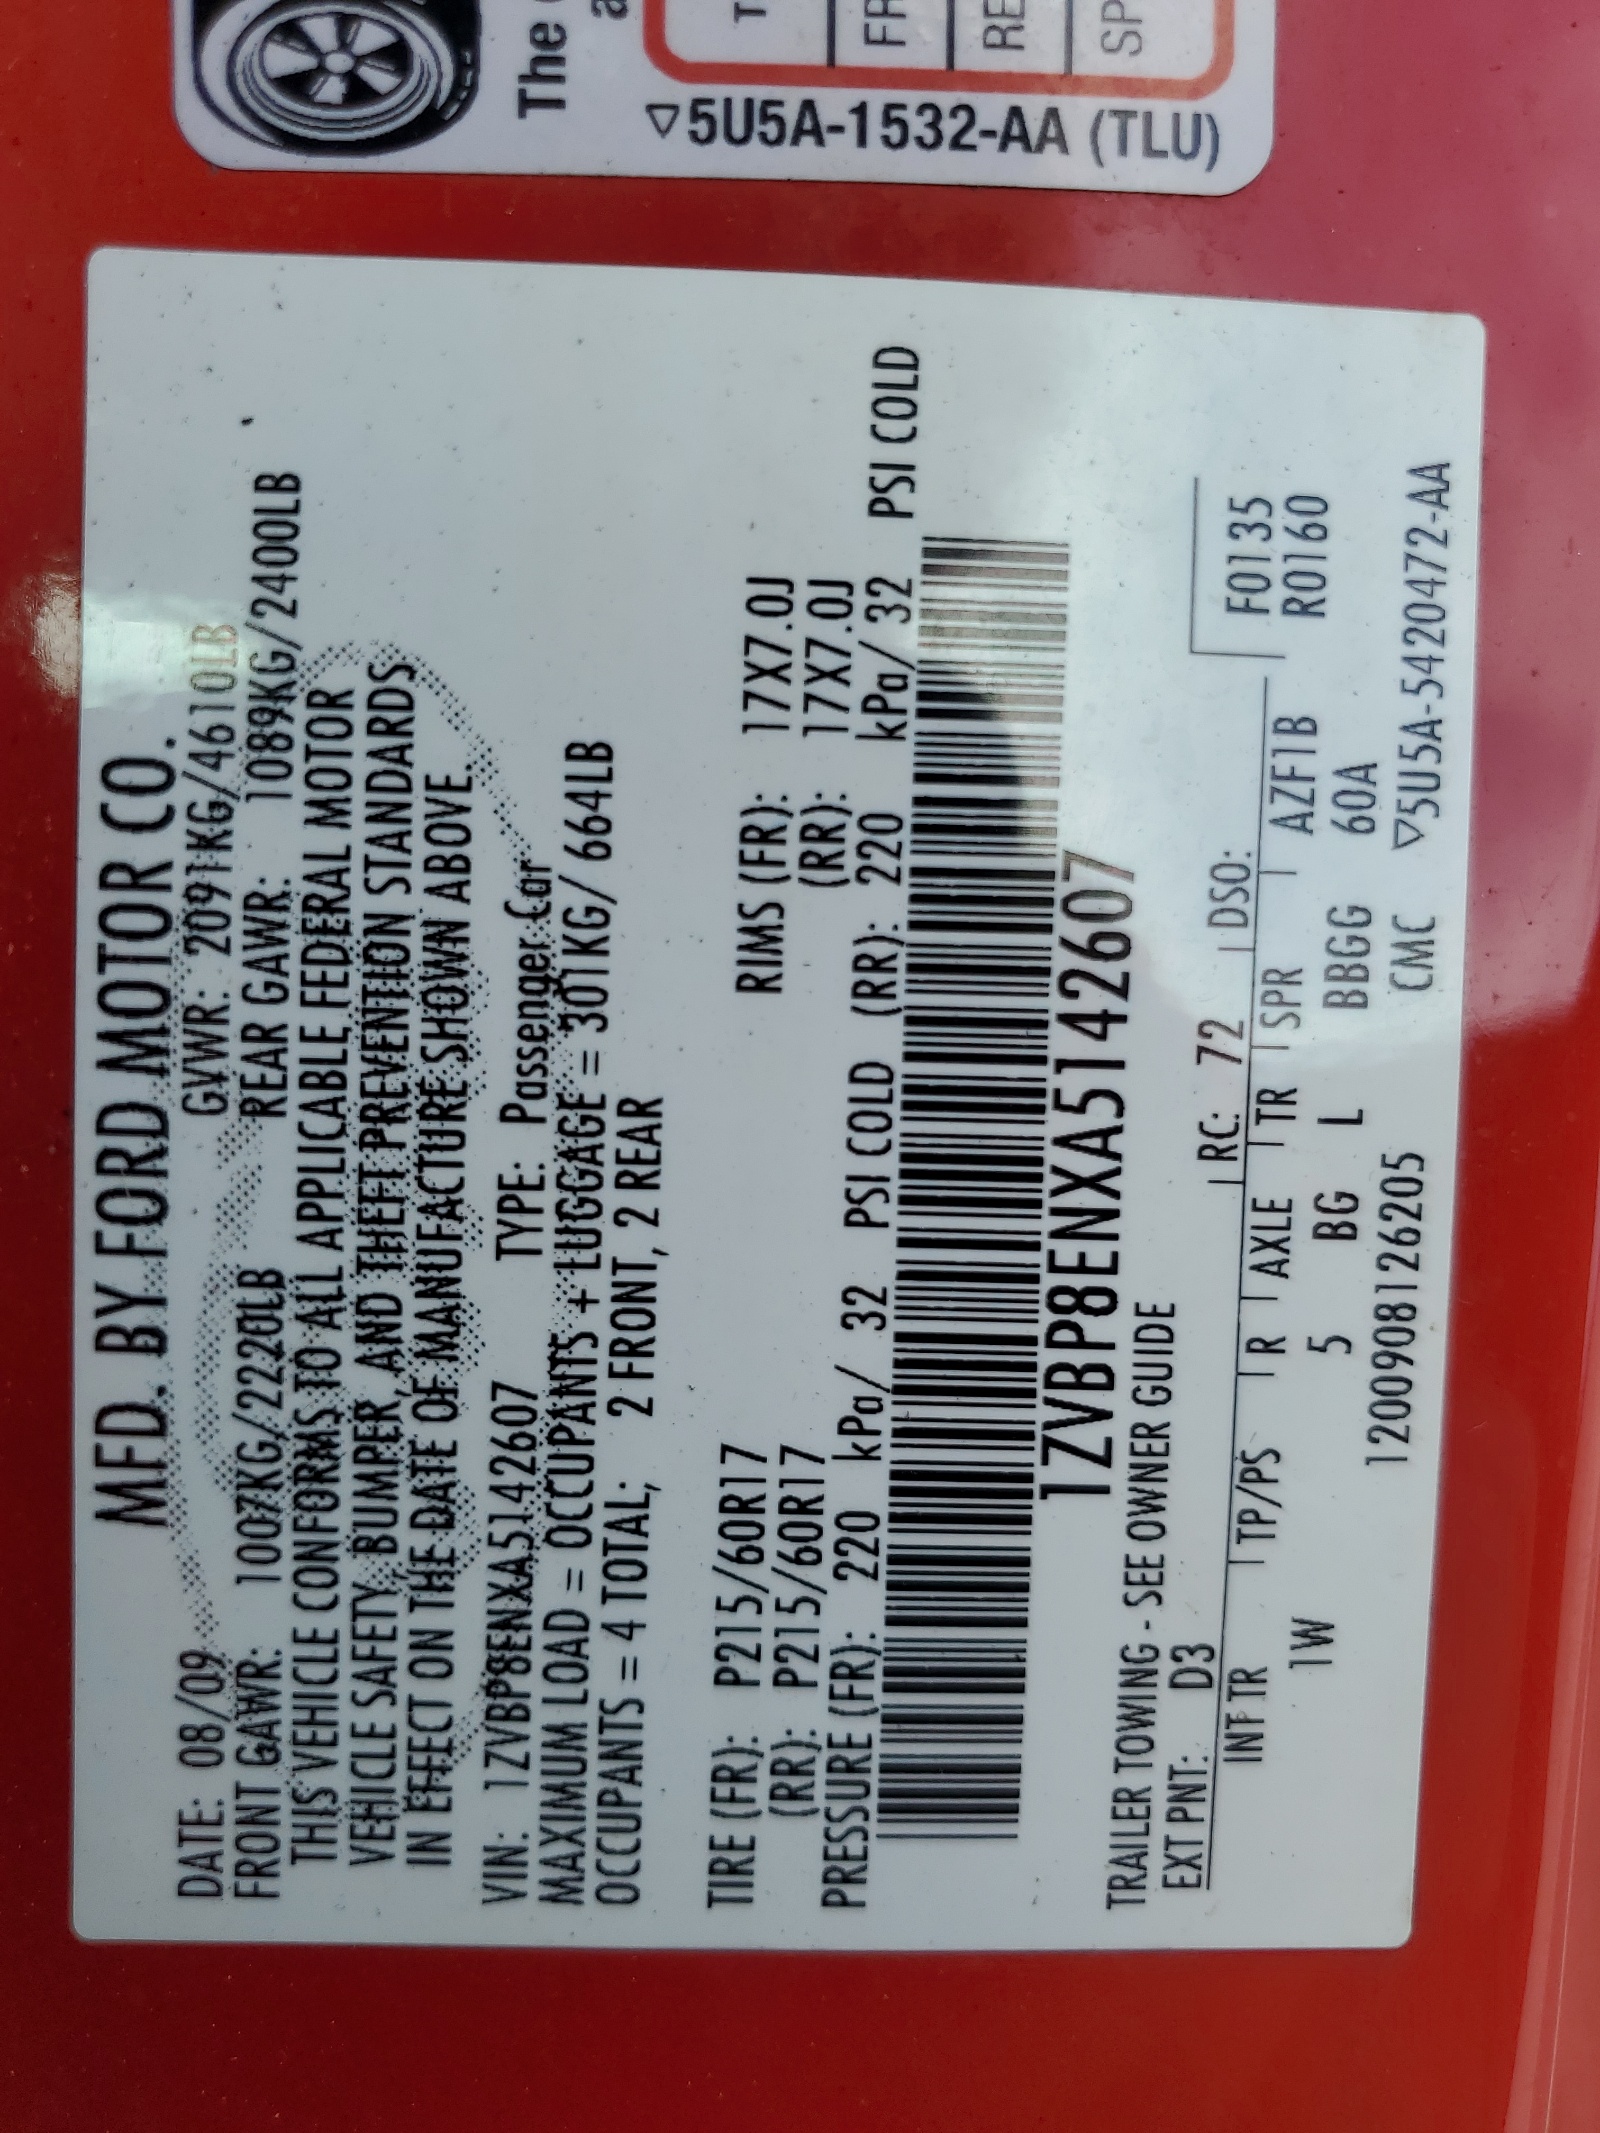 MFD. BY FORD MOTOR CO.
DATE: 08/09 GVWR: 2091KG/4610LB
FRONT GAWR: 1007KG/2220LB REAR GAWR: 1089KG/2400LB
THIS VEHICLE CONFORMS TO ALL APPLICABLE FEDERAL MOTOR
VEHICLE SAFETY, BUMPER, AND THEFT PREVENTION STANDARDS
IN EFFECT ON THE DATE OF MANUFACTURE SHOWN ABOVE.
VIN: 1ZVBP8ENXA5142607 TYPE: Passenger Car
MAXIMUM LOAD = OCCUPANTS + LUGGAGE = 301KG/ 664LB
OCCUPANTS = 4 TOTAL; 2 FRONT, 2 REAR
TIRE (FR): P215/60R17 RIMS (FR): 17X7.0J
(RR): P215/60R17 (RR): 17X7.0J
PRESSURE (FR): 220 kPa/ 32 PSI COLD (RR): 220 kPa/ 32 PSI COLD
1ZVBP8ENXA5142607
TRAILER TOWING - SEE OWNER GUIDE
EXT PNT: D3 RC: 72 DSO:
F0135
INT TR TP/PS R AXLE TR SPR AZF1B
R0160
1W 5 BG L BBGG 60A
1200908126205 CMC ▽5U5A-5420472-AA
The
T
FR
RE
SP
▽5U5A-1532-AA (TLU)